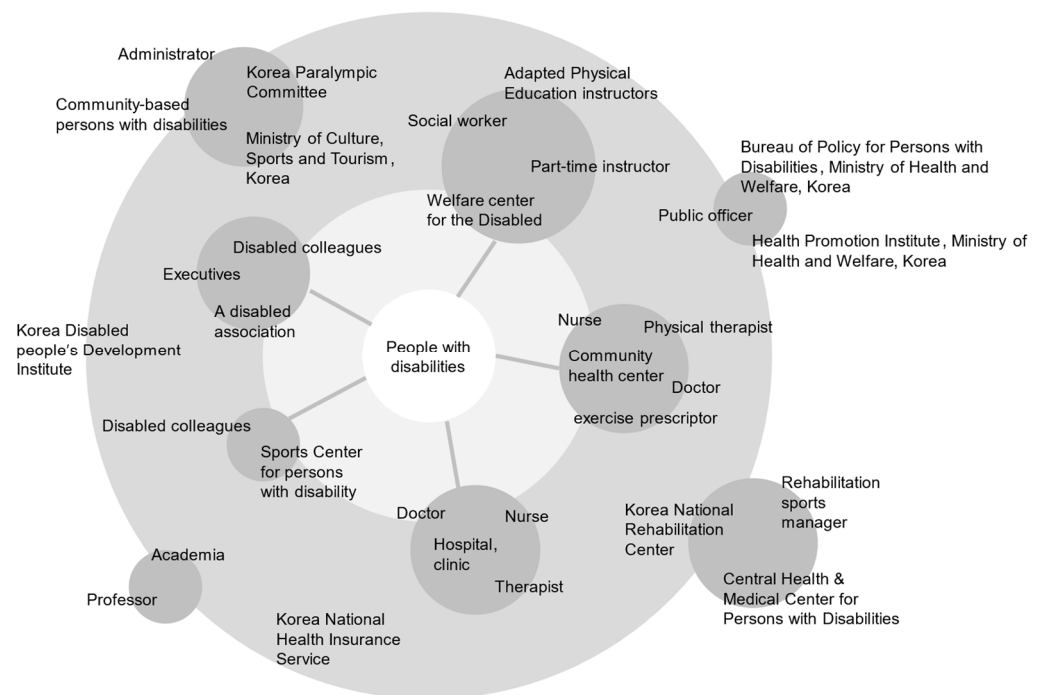 Administrator
Korea Paralympic
Committee
Community-based
persons with disabilities
Ministry of Culture,
Sports and Tourism,
Korea
Adapted Physical
Education instructors
Social worker
Part-time instructor
Welfare center
for the Disabled
Bureau of Policy for Persons with
Disabilities, Ministry of Health and
Welfare, Korea
Public officer
Health Promotion Institute, Ministry of
Health and Welfare, Korea
Disabled colleagues
Executives
A disabled
association
Korea Disabled
people's Development
Institute
People with
disabilities
Nurse
Physical therapist
Community
health center
Doctor
exercise prescriptor
Disabled colleagues
Sports Center
for persons
with disability
Doctor
Nurse
Hospital,
clinic
Therapist
Korea National
Rehabilitation
Center
Rehabilitation
sports
manager
Central Health &
Medical Center for
Persons with Disabilities
Academia
Professor
Korea National
Health Insurance
Service